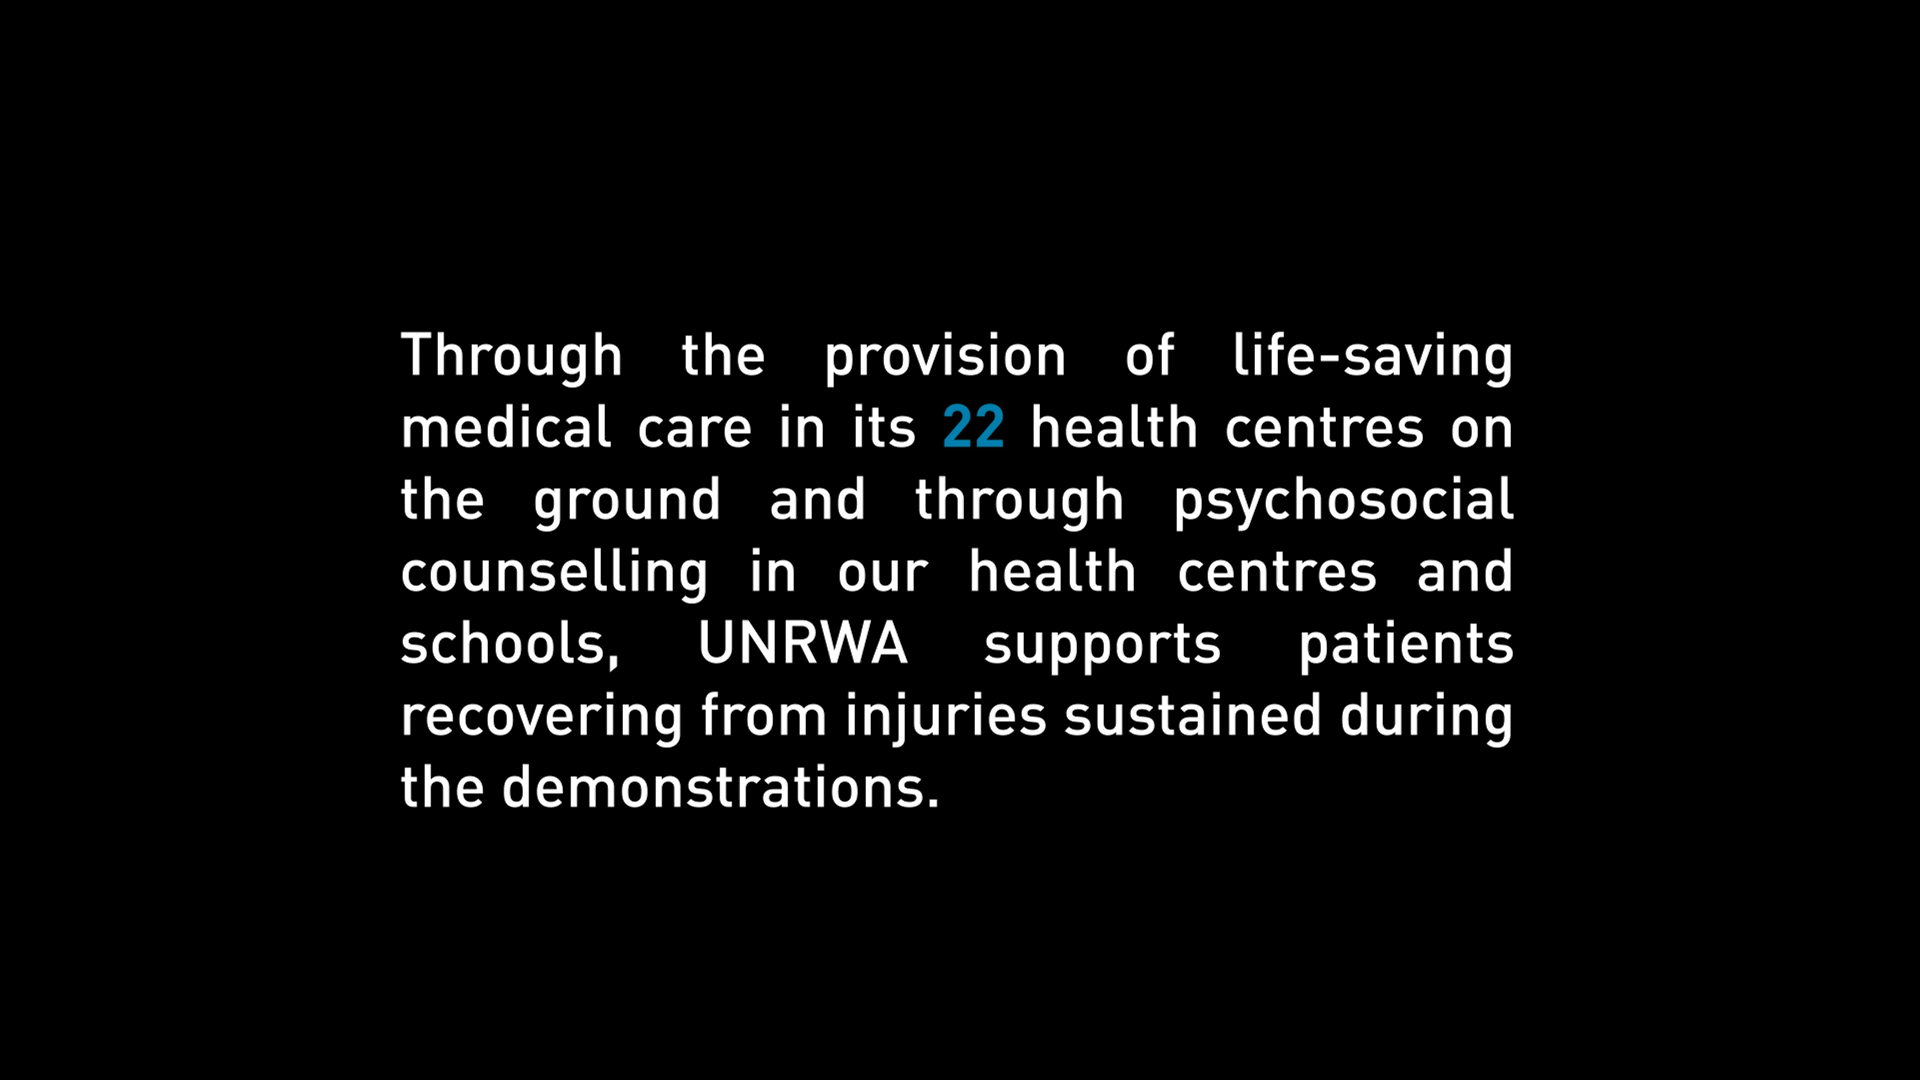 Through the provision of life-saving
medical care in its 22 health centres on
the ground and through psychosocial
counselling in our health centres and
schools, UNRWA supports patients
recovering from injuries sustained during
the demonstrations.